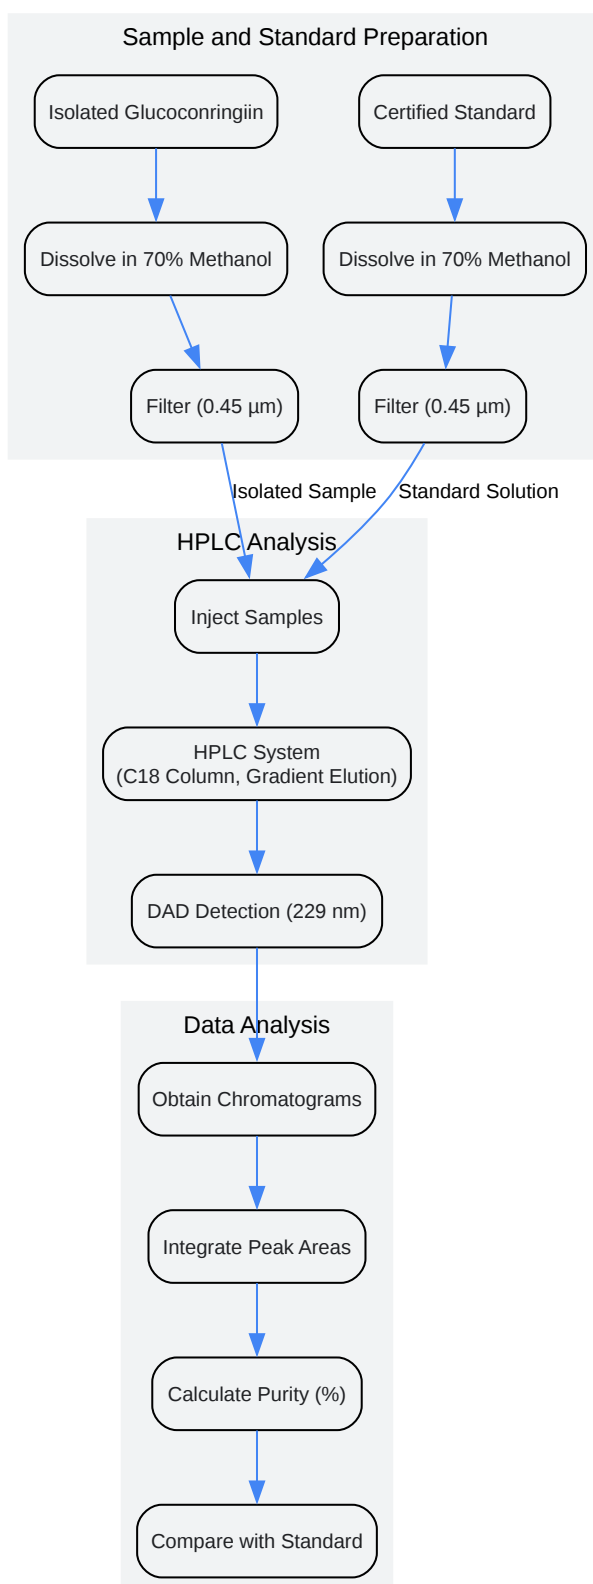 Sample and Standard Preparation
Isolated Glucoconringiin
Certified Standard
Dissolve in 70% Methanol
Dissolve in 70% Methanol
Filter (0.45 µm)
Filter (0.45 µm)
Isolated Sample
Standard Solution
HPLC Analysis
Inject Samples
HPLC System
(C18 Column, Gradient Elution)
DAD Detection (229 nm)
Data Analysis
Obtain Chromatograms
Integrate Peak Areas
Calculate Purity (%)
Compare with Standard